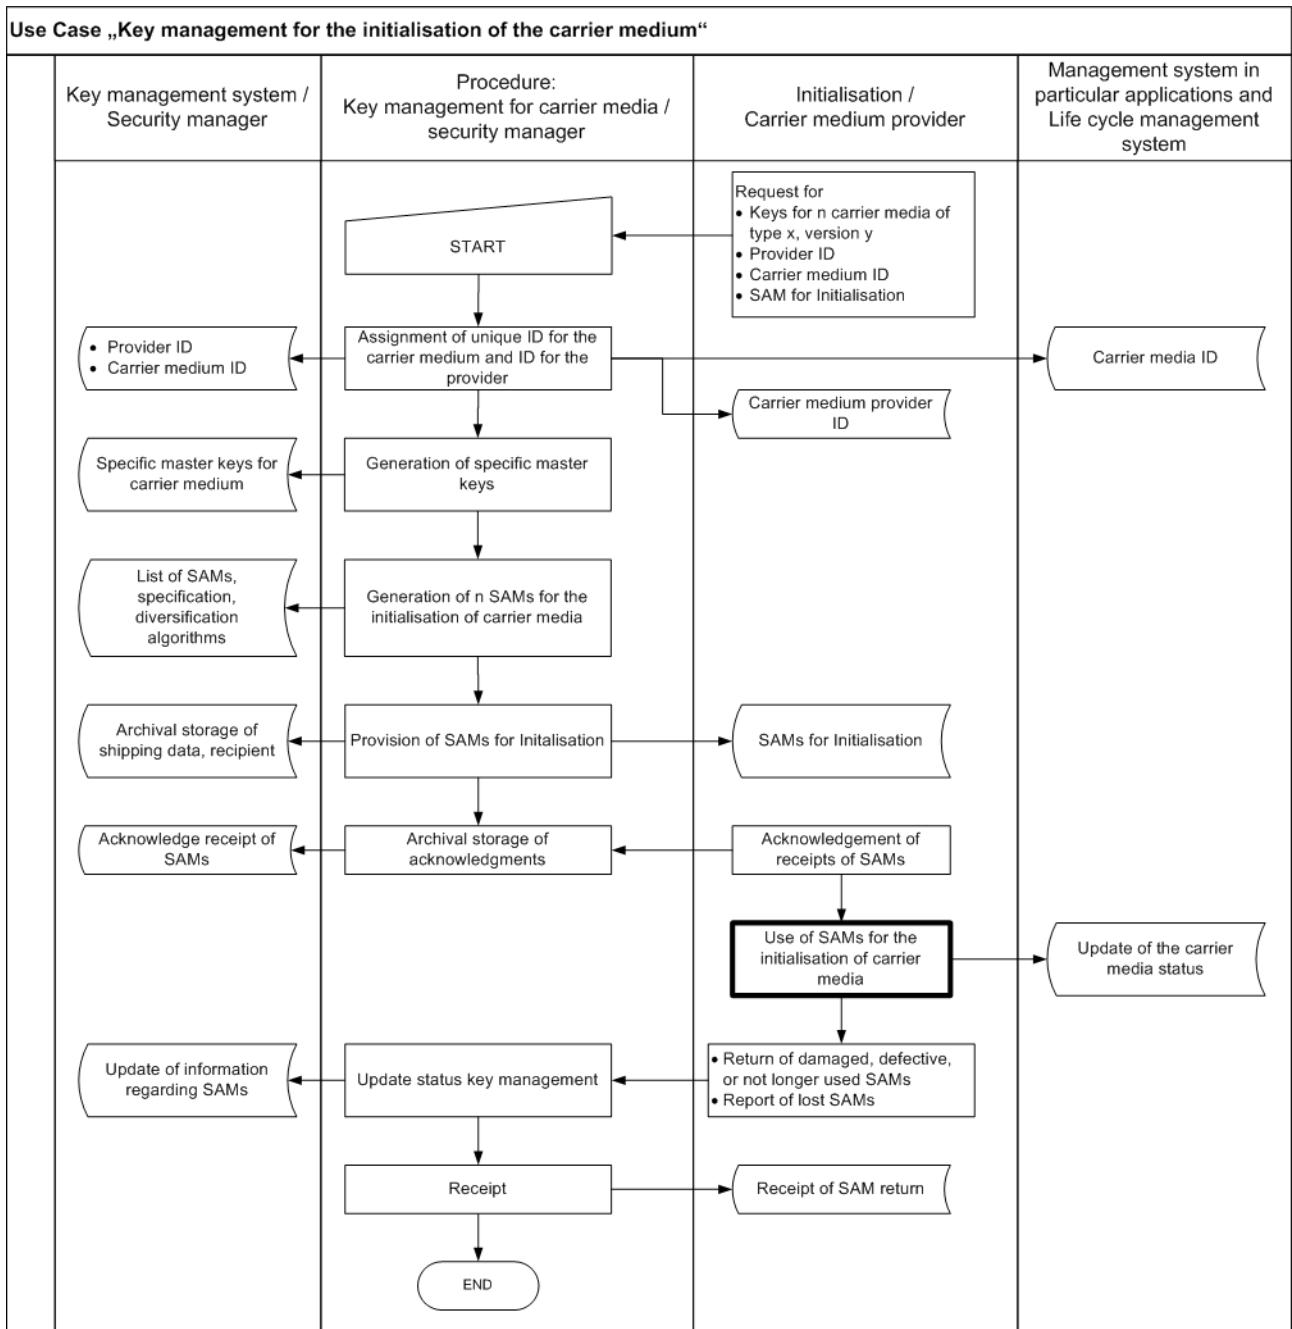 Use Case „Key management for the initialisation of the carrier medium“
Key management system /
Security manager
Procedure:
Key management for carrier media /
security manager
Initialisation /
Carrier medium provider
Management system in
particular applications and
Life cycle management
system
Request for
• Keys for n carrier media of
type x, version y
• Provider ID
• Carrier medium ID
• SAM for Initialisation
START
• Provider ID
• Carrier medium ID
Assignment of unique ID for the
carrier medium and ID for the
provider
Carrier media ID
Carrier medium provider
ID
Specific master keys for
carrier medium
Generation of specific master
keys
List of SAMs,
specification,
diversification
algorithms
Generation of n SAMs for the
initialisation of carrier media
Archival storage of
shipping data, recipient
Provision of SAMs for Initalisation
SAMs for Initialisation
Acknowledge receipt of
SAMs
Archival storage of
acknowledgments
Acknowledgement of
receipts of SAMs
Use of SAMs for the
initialisation of carrier
media
Update of the carrier
media status
Update of information
regarding SAMs
Update status key management
• Return of damaged, defective,
or not longer used SAMs
• Report of lost SAMs
Receipt
Receipt of SAM return
END